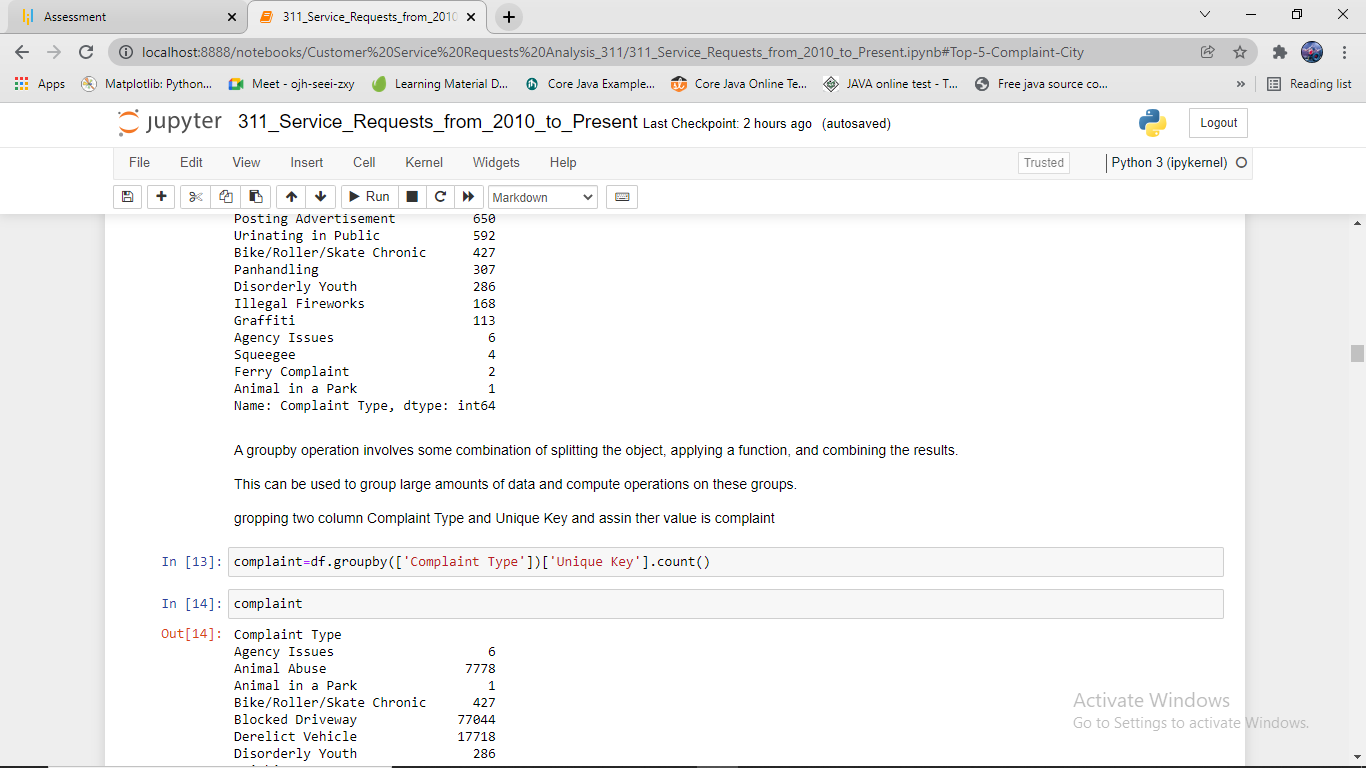 Assessment
311_Service_Requests_from_2010
localhost:8888/notebooks/Customer%20Service%20Requests%20Analysis_311/311_Service_Requests_from_2010_to_Present.ipynb#Top-5-Complaint-City
Apps Matplotlib: Python... Meet - ojh-seei-zxy Learning Material D... Core Java Example... Core Java Online Te... JAVA online test - T... Free java source co... » Reading list
jupyter 311_Service_Requests_from_2010_to_Present Last Checkpoint: 2 hours ago (autosaved) Logout
File Edit View Insert Cell Kernel Widgets Help Trusted Python 3 (ipykernel)
Run Markdown
Posting Advertisement 650
Urinating in Public 592
Bike/Roller/Skate Chronic 427
Panhandling 307
Disorderly Youth 286
Illegal Fireworks 168
Graffiti 113
Agency Issues 6
Squeegee 4
Ferry Complaint 2
Animal in a Park 1
Name: Complaint Type, dtype: int64
A groupby operation involves some combination of splitting the object, applying a function, and combining the results.
This can be used to group large amounts of data and compute operations on these groups.
gropping two column Complaint Type and Unique Key and assin ther value is complaint
In [13]: complaint=df.groupby(['Complaint Type'])['Unique Key'].count()
In [14]: complaint
Out[14]: Complaint Type
Agency Issues 6
Animal Abuse 7778
Animal in a Park 1
Bike/Roller/Skate Chronic 427
Blocked Driveway 77044
Derelict Vehicle 17718
Disorderly Youth 286
Activate Windows
Go to Settings to activate Windows.